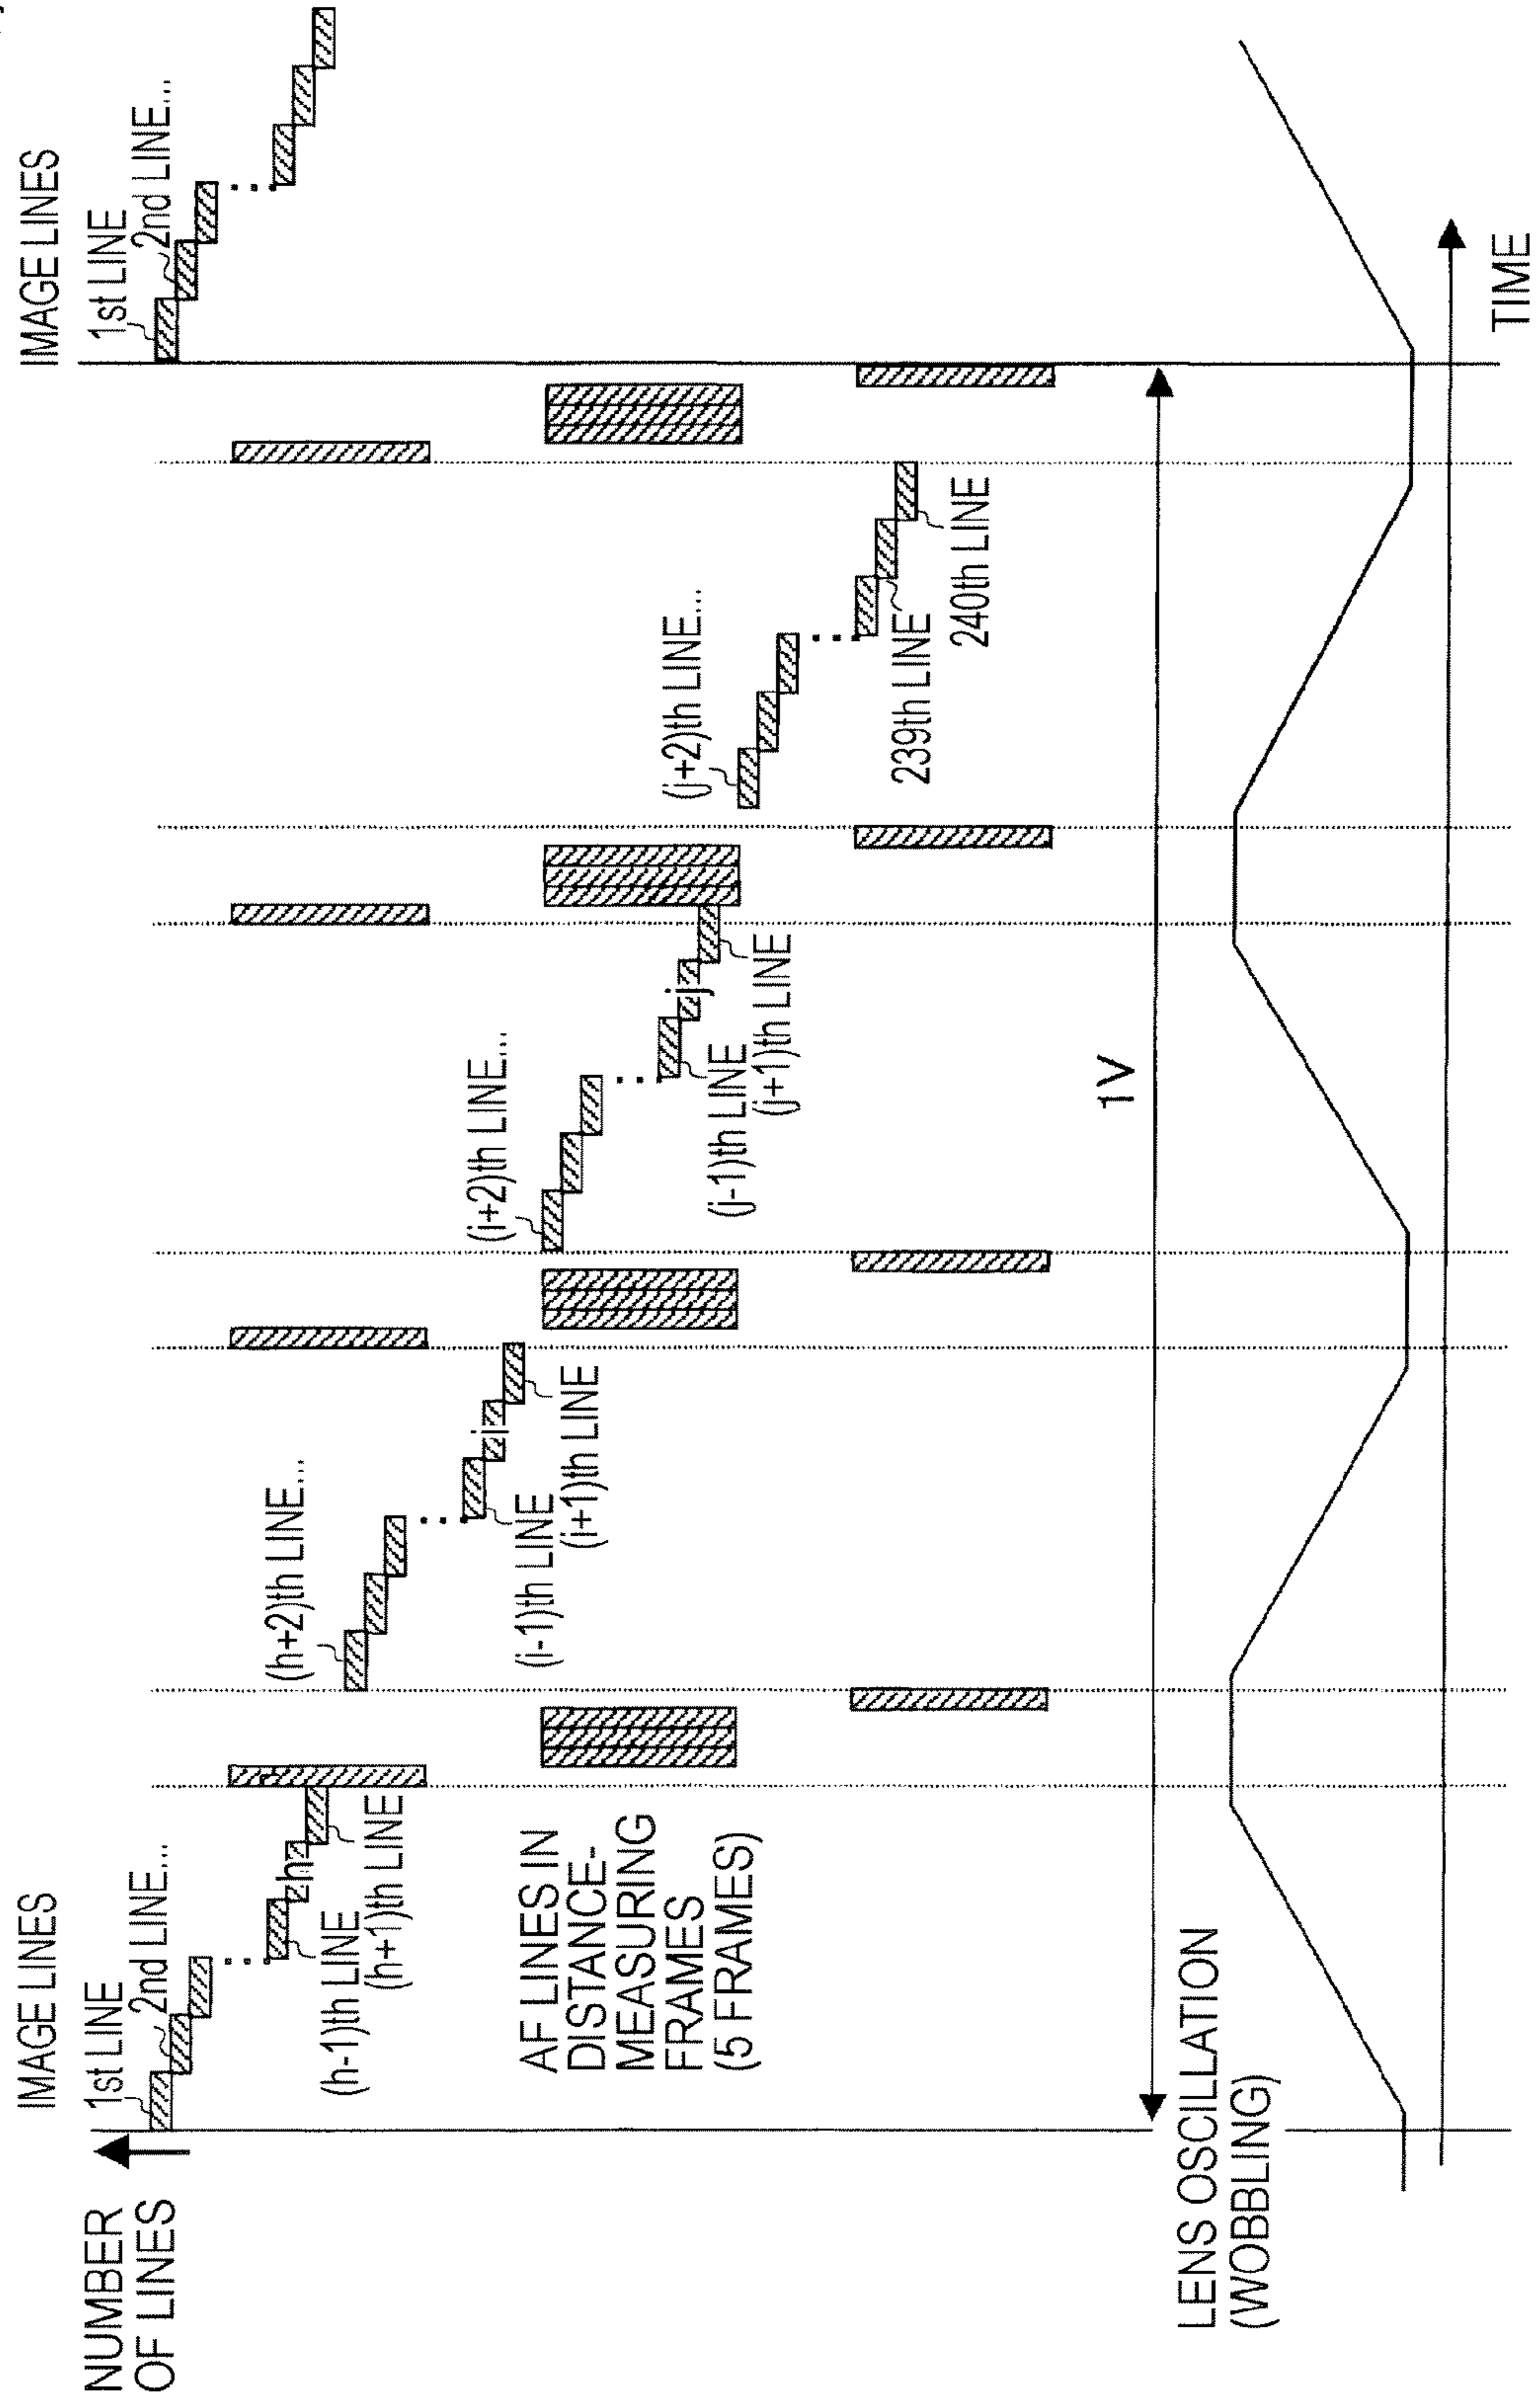 NUMBER
OF LINES
IMAGE LINES
1st LINE
2nd LINE...
h
(h-1)th LINE
(h+1)th LINE
(h+2)th LINE...
i
(i-1)th LINE
(i+1)th LINE
(i+2)th LINE...
j
(j-1)th LINE
(j+1)th LINE
(j+2)th LINE...
239th LINE
240th LINE
IMAGE LINES
1st LINE
2nd LINE...
AF LINES IN
DISTANCE-
MEASURING
FRAMES
(5 FRAMES)
1V
LENS OSCILLATION
(WOBBLING)
TIME